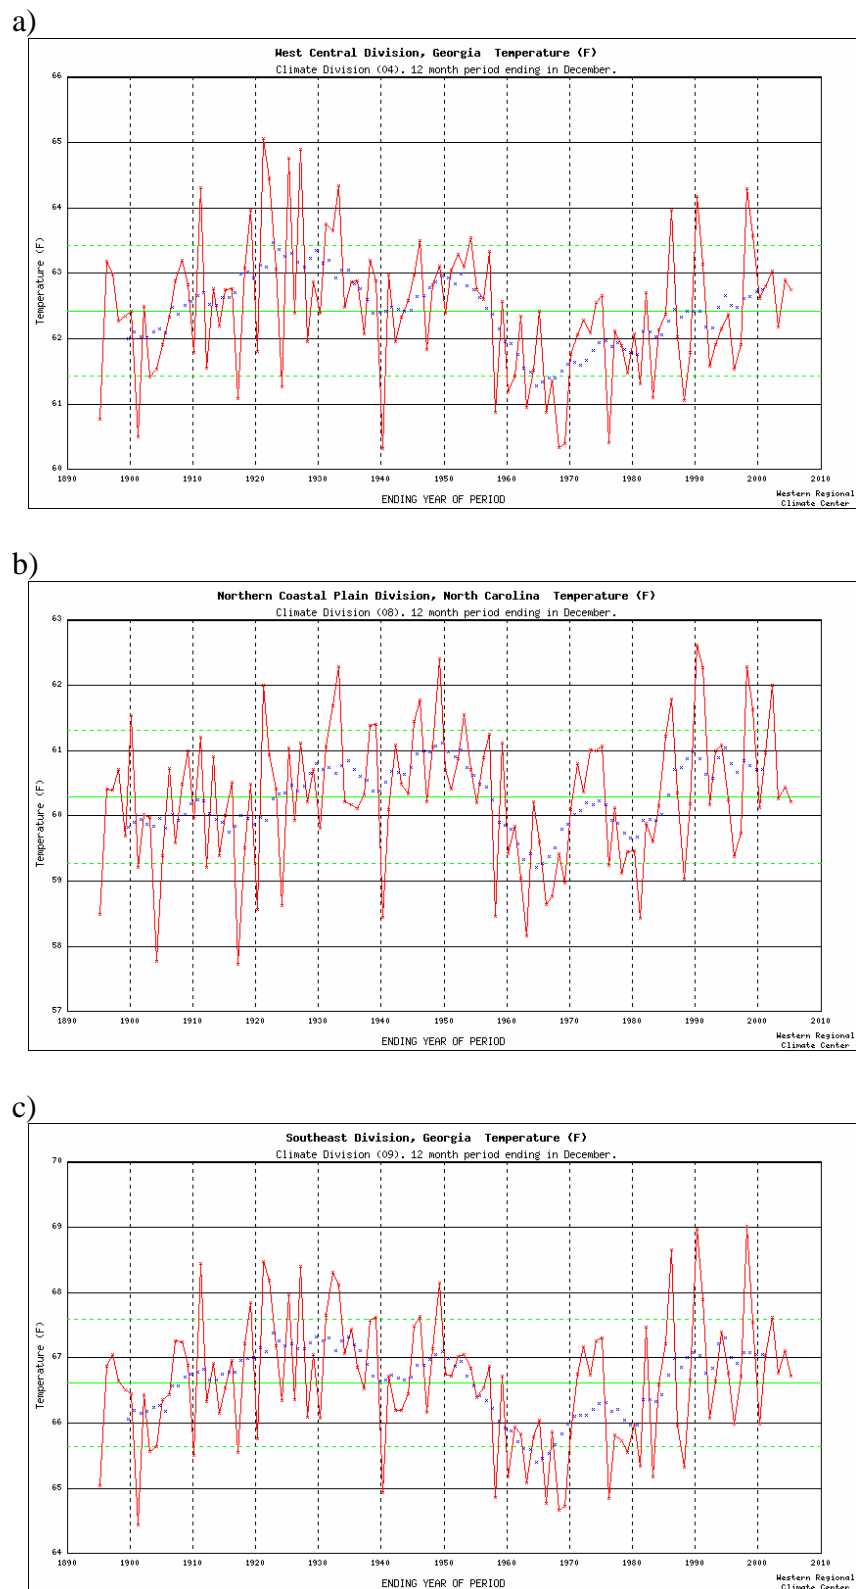 a)
West Central Division, Georgia Temperature (F)
Climate Division (04). 12 month period ending in December.
66
65
64
63
62
61
60
Temperature (F)
1890 1900 1910 1920 1930 1940 1950 1960 1970 1980 1990 2000 2010
ENDING YEAR OF PERIOD
Western Regional
Climate Center
b)
Northern Coastal Plain Division, North Carolina Temperature (F)
Climate Division (08). 12 month period ending in December.
63
62
61
60
59
58
57
Temperature (F)
1890 1900 1910 1920 1930 1940 1950 1960 1970 1980 1990 2000 2010
ENDING YEAR OF PERIOD
Western Regional
Climate Center
c)
Southeast Division, Georgia Temperature (F)
Climate Division (09). 12 month period ending in December.
70
69
68
67
66
65
64
Temperature (F)
1890 1900 1910 1920 1930 1940 1950 1960 1970 1980 1990 2000 2010
ENDING YEAR OF PERIOD
Western Regional
Climate Center